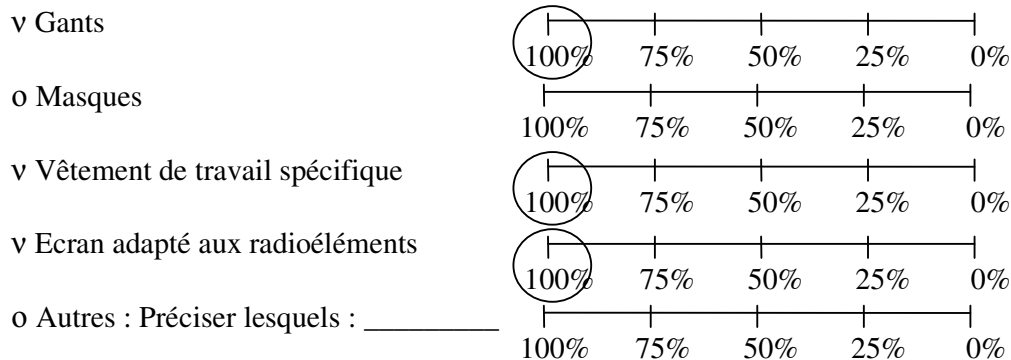 ν Gants
100% 75% 50% 25% 0%
o Masques
100% 75% 50% 25% 0%
ν Vêtement de travail spécifique
100% 75% 50% 25% 0%
ν Ecran adapté aux radioéléments
100% 75% 50% 25% 0%
o Autres : Préciser lesquels : _________
100% 75% 50% 25% 0%